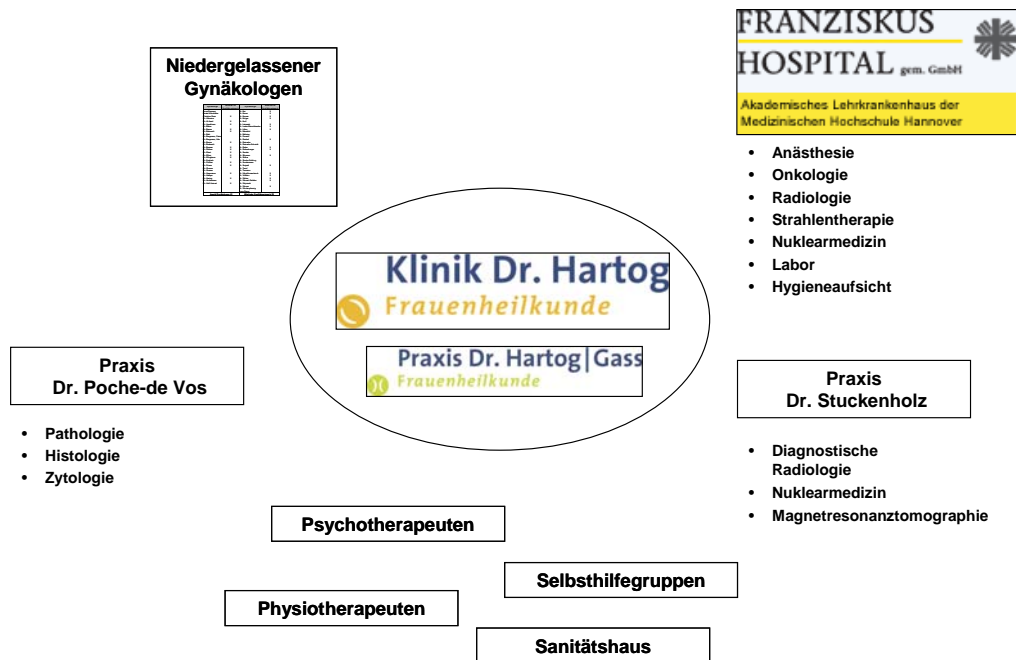 Niedergelassener
Gynäkologen
FRANZISKUS
HOSPITAL gem. GmbH
Akademisches Lehrkrankenhaus der
Medizinischen Hochschule Hannover
• Anästhesie
• Onkologie
• Radiologie
• Strahlentherapie
• Nuklearmedizin
• Labor
• Hygieneaufsicht
Klinik Dr. Hartog
Frauenheilkunde
Praxis Dr. Hartog|Gass
Frauenheilkunde
Praxis
Dr. Poche-de Vos
• Pathologie
• Histologie
• Zytologie
Praxis
Dr. Stuckenholz
• Diagnostische
Radiologie
• Nuklearmedizin
• Magnetresonanztomographie
Psychotherapeuten
Selbsthilfegruppen
Physiotherapeuten
Sanitätshaus